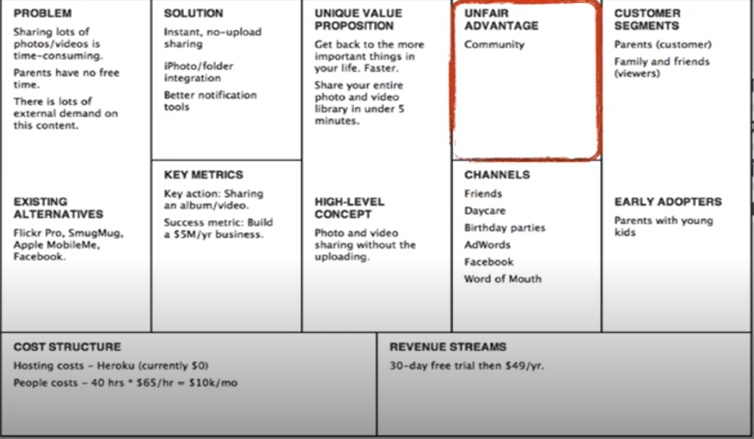 PROBLEM
Sharing lots of
photos/videos is
time-consuming.
Parents have no free
time.
There is lots of
external demand on
this content.
EXISTING
ALTERNATIVES
Flickr Pro, SmugMug,
Apple MobileMe,
Facebook.
SOLUTION
Instant, no-upload
sharing
iPhoto/folder
integration
Better notification
tools
KEY METRICS
Key action: Sharing
an album/video.
Success metric: Build
a $5M/yr business.
UNIQUE VALUE
PROPOSITION
Get back to the more
important things in
your life. Faster.
Share your entire
photo and video
library in under 5
minutes.
HIGH-LEVEL
CONCEPT
Photo and video
sharing without the
uploading.
UNFAIR
ADVANTAGE
Community
CHANNELS
Friends
Daycare
Birthday parties
AdWords
Facebook
Word of Mouth
CUSTOMER
SEGMENTS
Parents (customer)
Family and friends
(viewers)
EARLY ADOPTERS
Parents with young
kids
COST STRUCTURE
Hosting costs – Heroku (currently $0)
People costs – 40 hrs * $65/hr = $10k/mo
REVENUE STREAMS
30-day free trial then $49/yr.